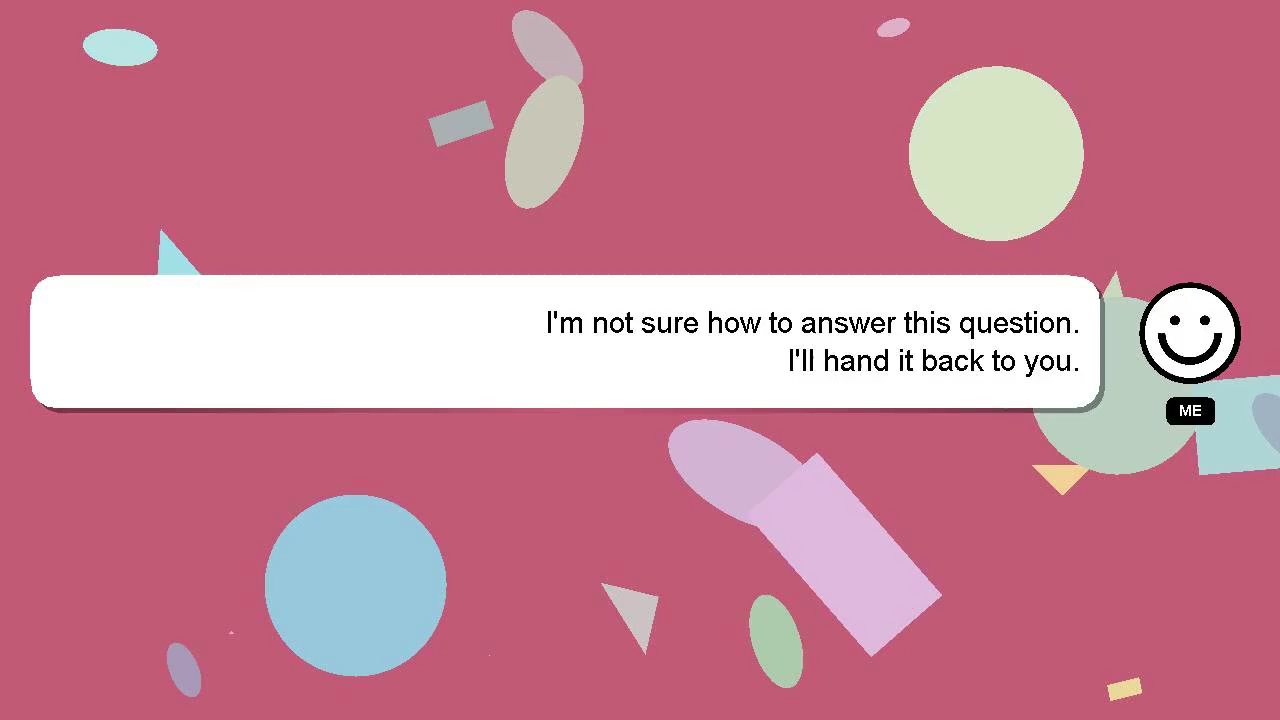 I'm not sure how to answer this question.
I'll hand it back to you.
ME